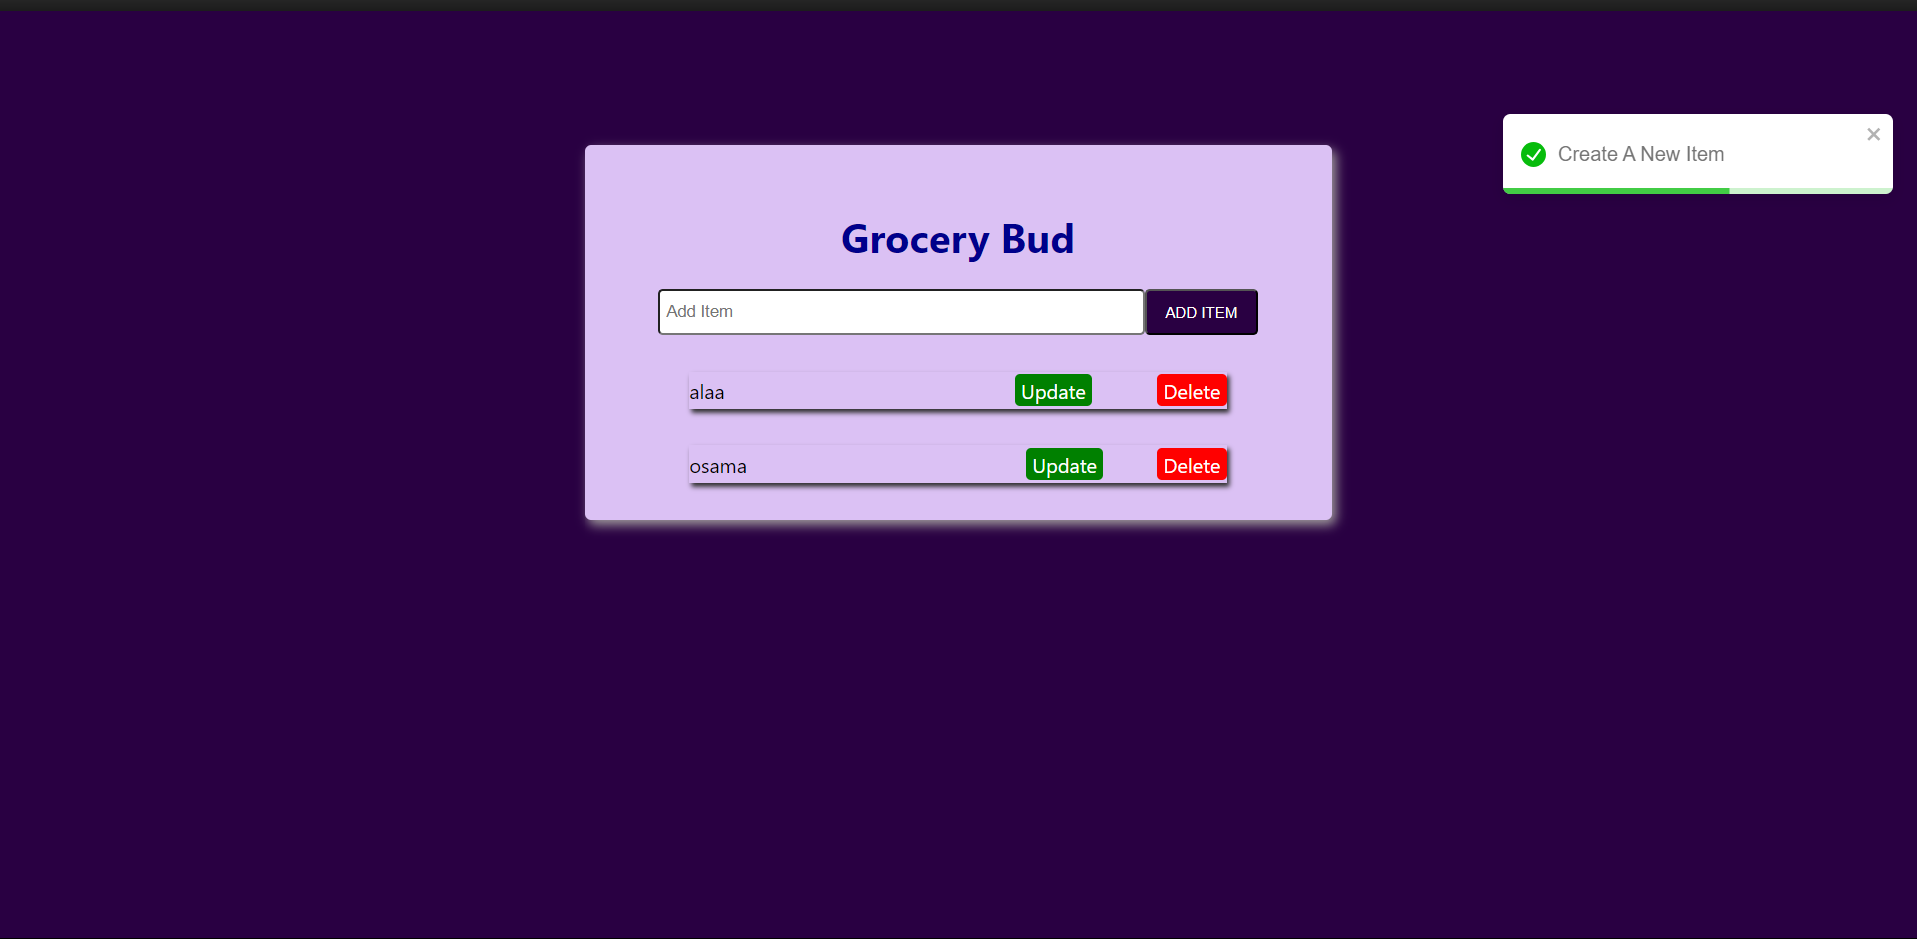 Create A New Item
Grocery Bud
Add Item ADD ITEM
alaa Update Delete
osama Update Delete